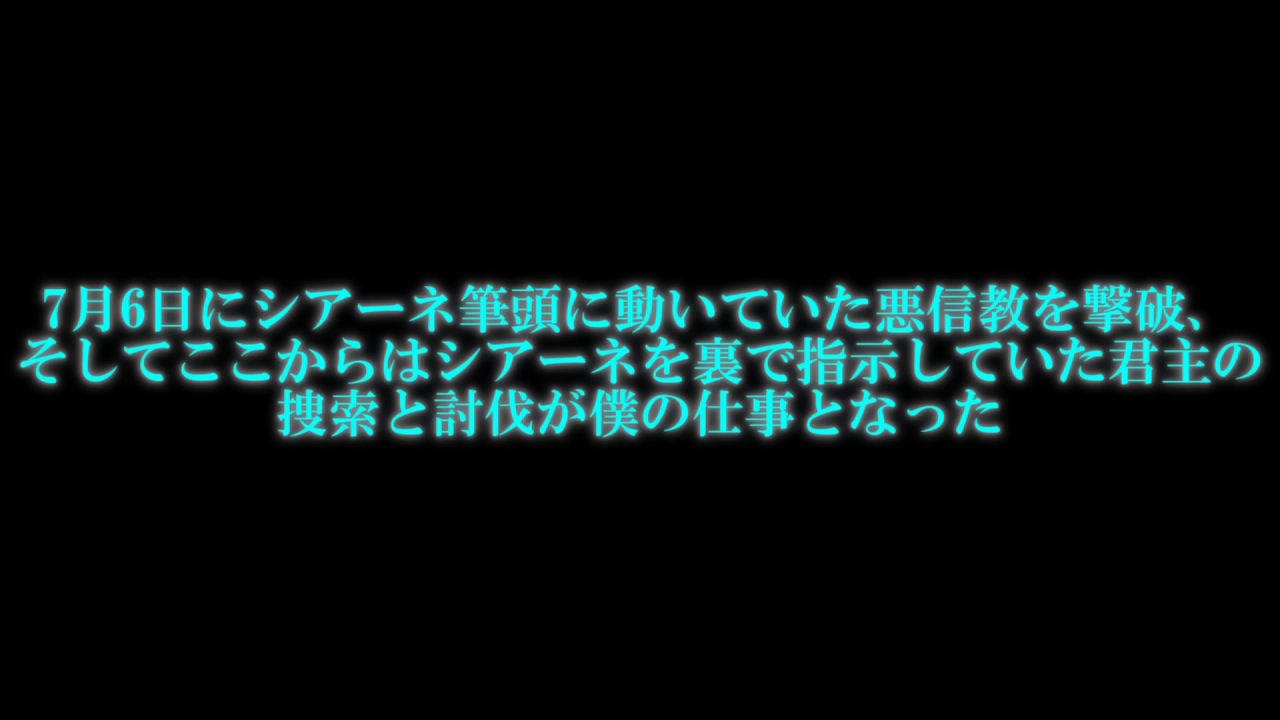 7月6日にシアーネ筆頭に動いていた悪信教を撃破、
そしてここからはシアーネを裏で指示していた君主の
捜索と討伐が僕の仕事となった